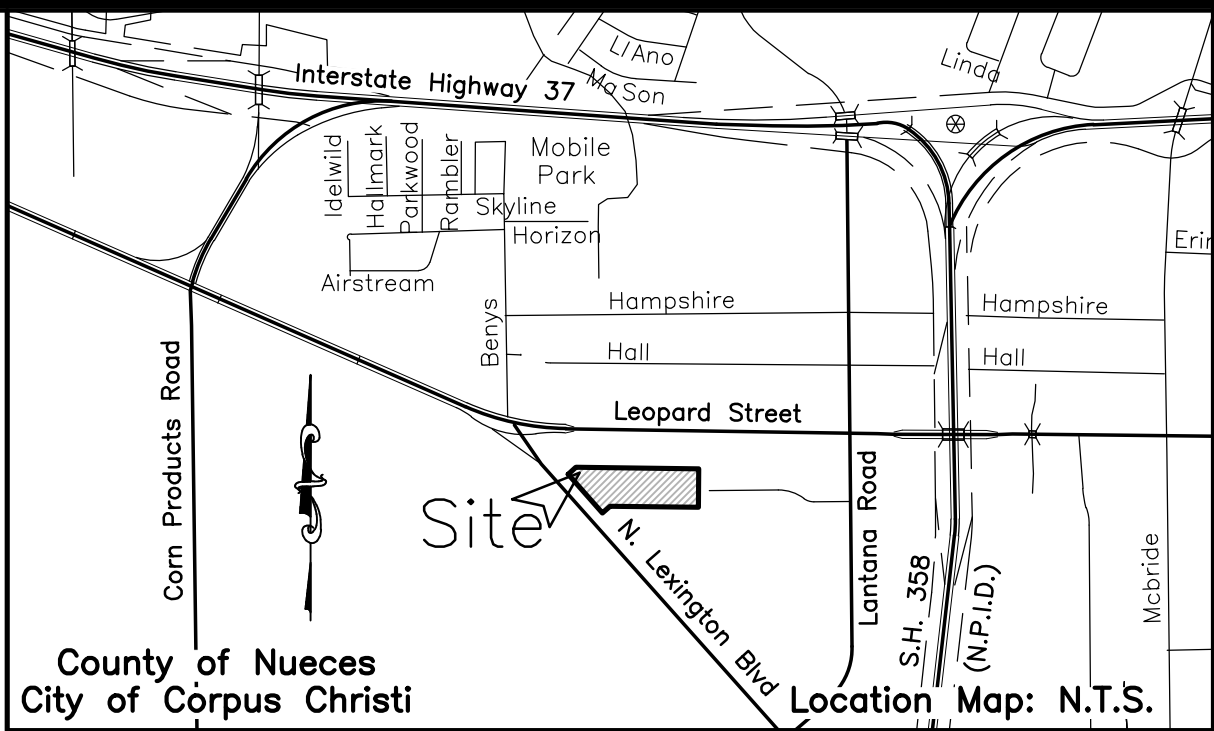 Ll Ano
Linda
Interstate Highway 37
Ma Son
Idelwild
Hallmark
Parkwood
Rambler
Mobile
Park
Skyline
Horizon
Airstream
Benys
Hampshire
Hampshire
Hall
Hall
Leopard Street
Corn Products Road
Site
N. Lexington Blvd
Lantana Road
S.H. 358
(N.P.I.D.)
Mcbride
County of Nueces
City of Corpus Christi
Location Map: N.T.S.